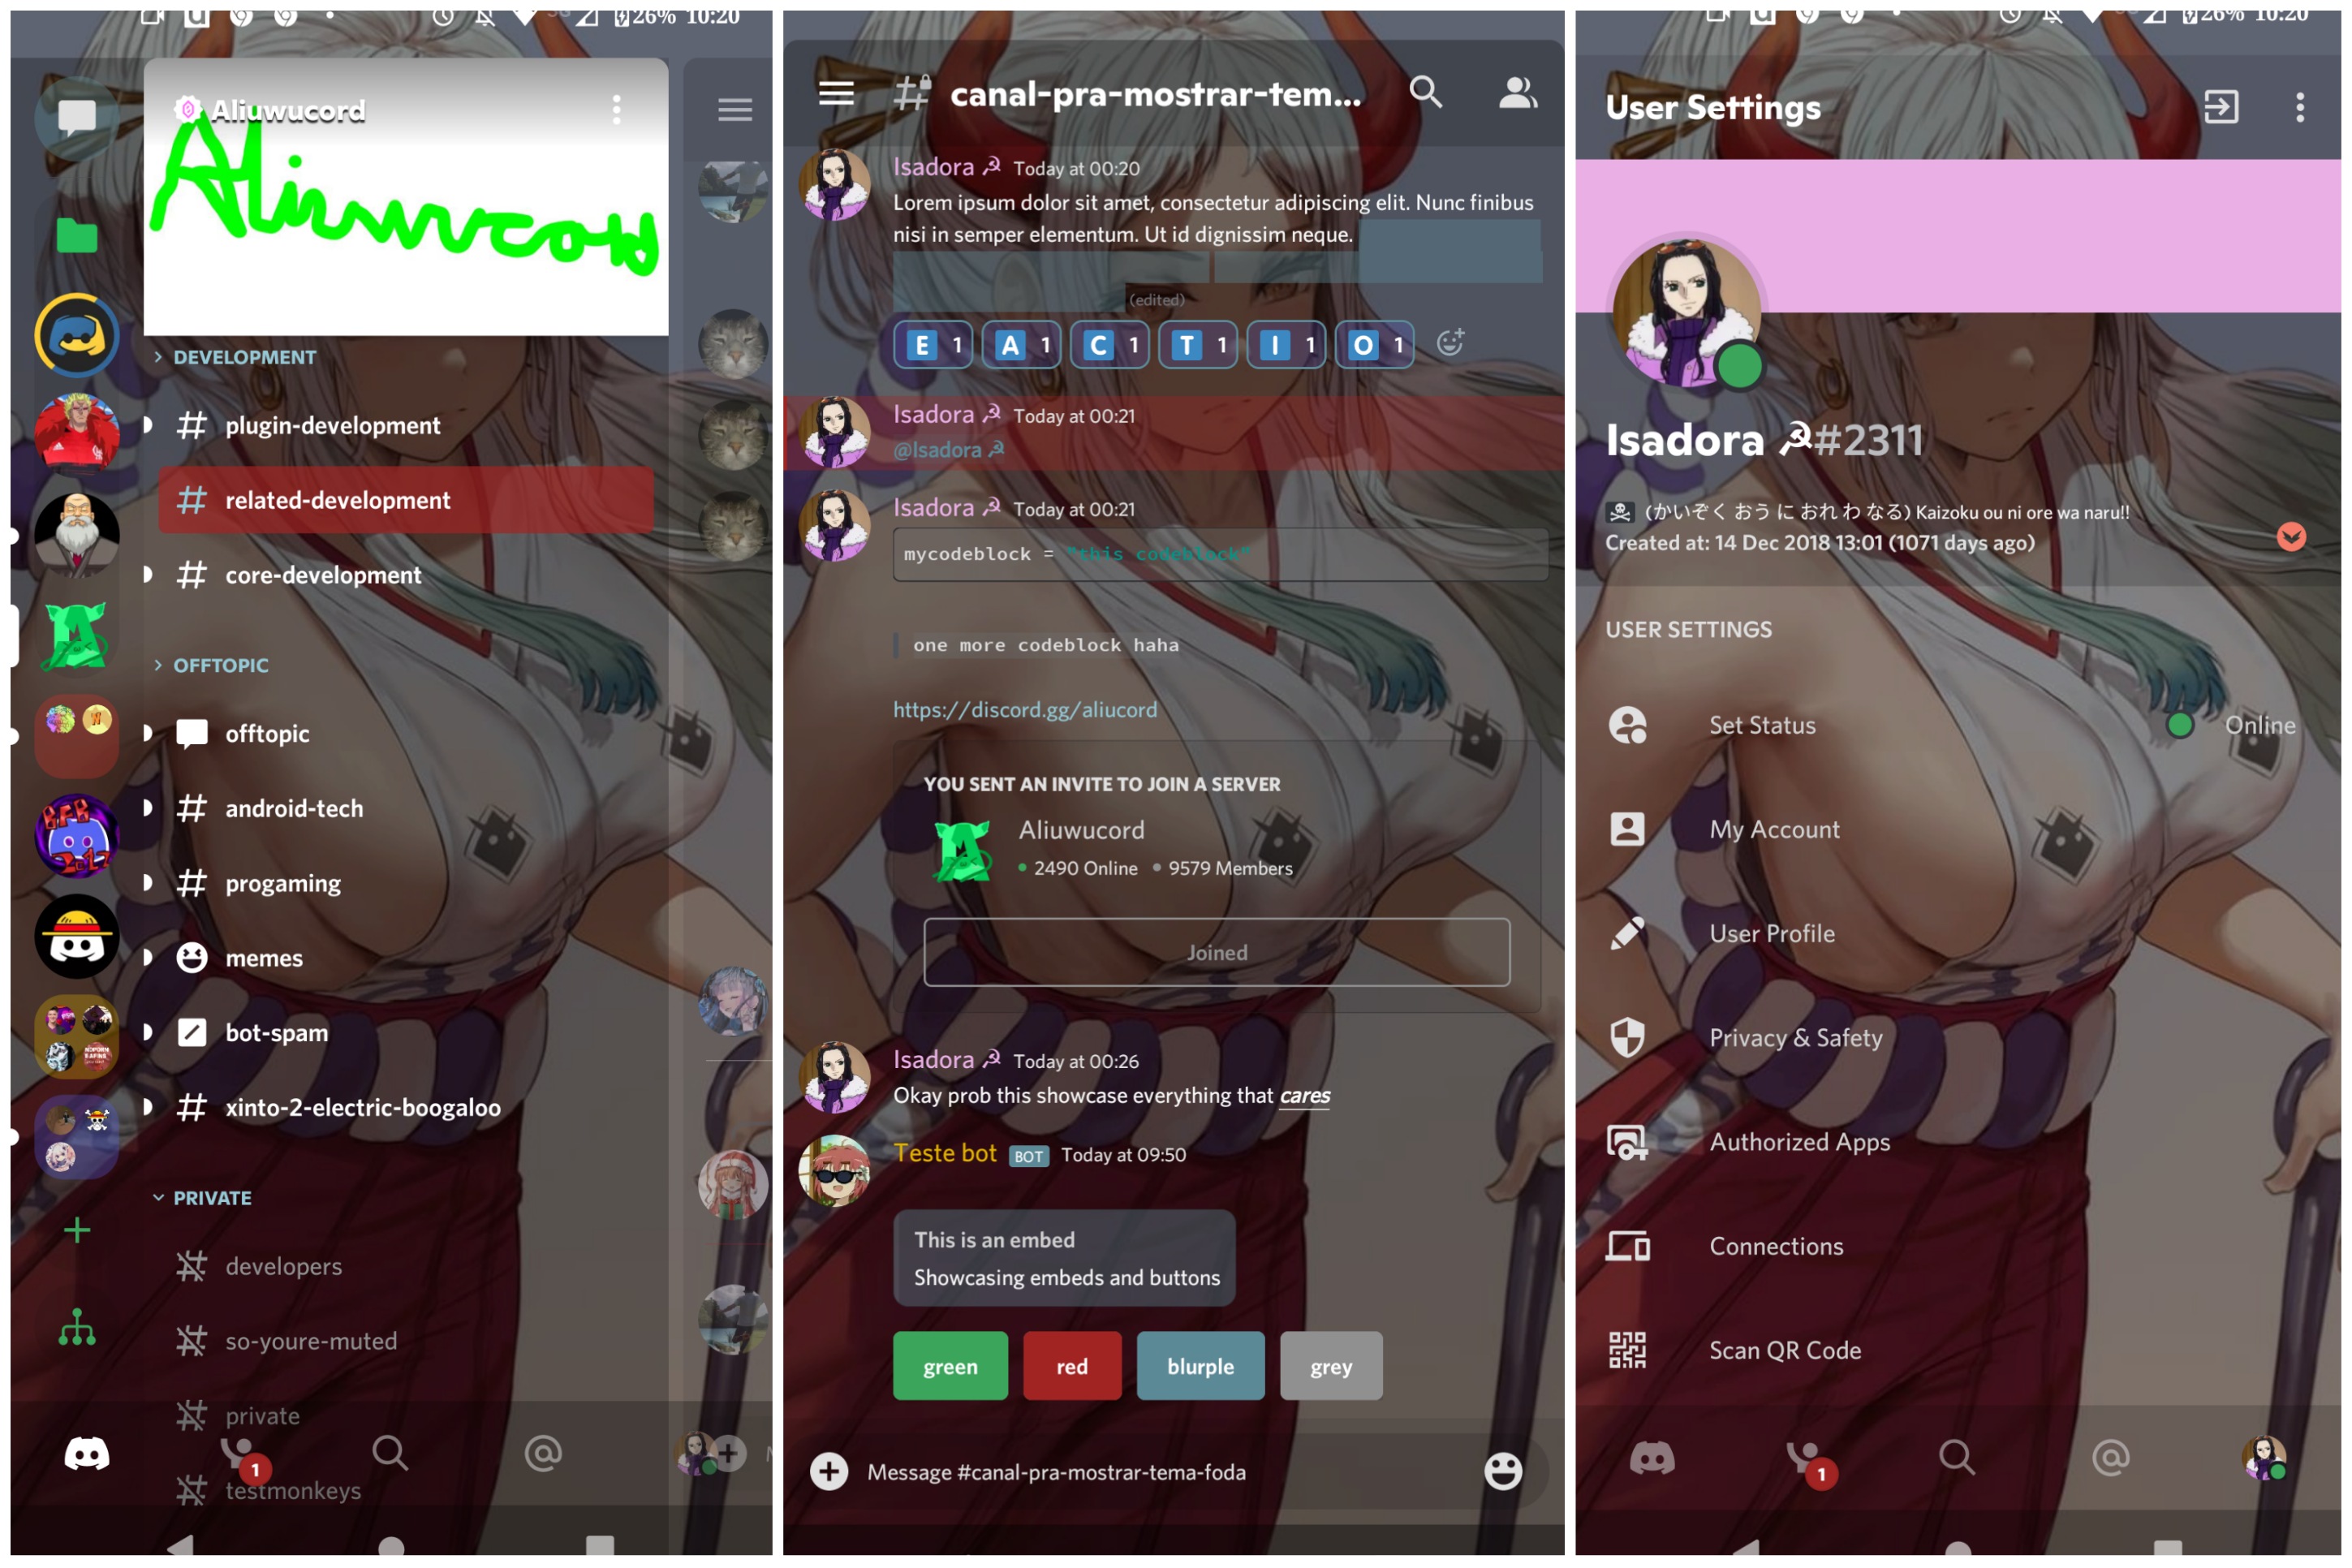 26% 10:20
Aliuwucord
Aliuwucord
DEVELOPMENT
# plugin-development
# related-development
# core-development
OFFTOPIC
offtopic
# android-tech
# progaming
memes
bot-spam
# xinto-2-electric-boogaloo
PRIVATE
developers
so-youre-muted
private
1
testmonkeys
BFB
canal-pra-mostrar-tem...
Isadora ☭ Today at 00:20
Lorem ipsum dolor sit amet, consectetur adipiscing elit. Nunc finibus
nisi in semper elementum. Ut id dignissim neque.
(edited)
E 1 A 1 C 1 T 1 I 1 O 1
Isadora ☭ Today at 00:21
@Isadora ☭
Isadora ☭ Today at 00:21
mycodeblock = "this codeblock"
one more codeblock haha
https://discord.gg/aliucord
YOU SENT AN INVITE TO JOIN A SERVER
Aliuwucord
2490 Online 9579 Members
Joined
Isadora ☭ Today at 00:26
Okay prob this showcase everything that cares
Teste bot BOT Today at 09:50
This is an embed
Showcasing embeds and buttons
green red blurple grey
Message #canal-pra-mostrar-tema-foda
26% 10:20
User Settings
Isadora ☭#2311
☠ (かいぞく おう に おれ わ なる) Kaizoku ou ni ore wa naru!!
Created at: 14 Dec 2018 13:01 (1071 days ago)
USER SETTINGS
Set Status Online
My Account
User Profile
Privacy & Safety
Authorized Apps
Connections
Scan QR Code
1